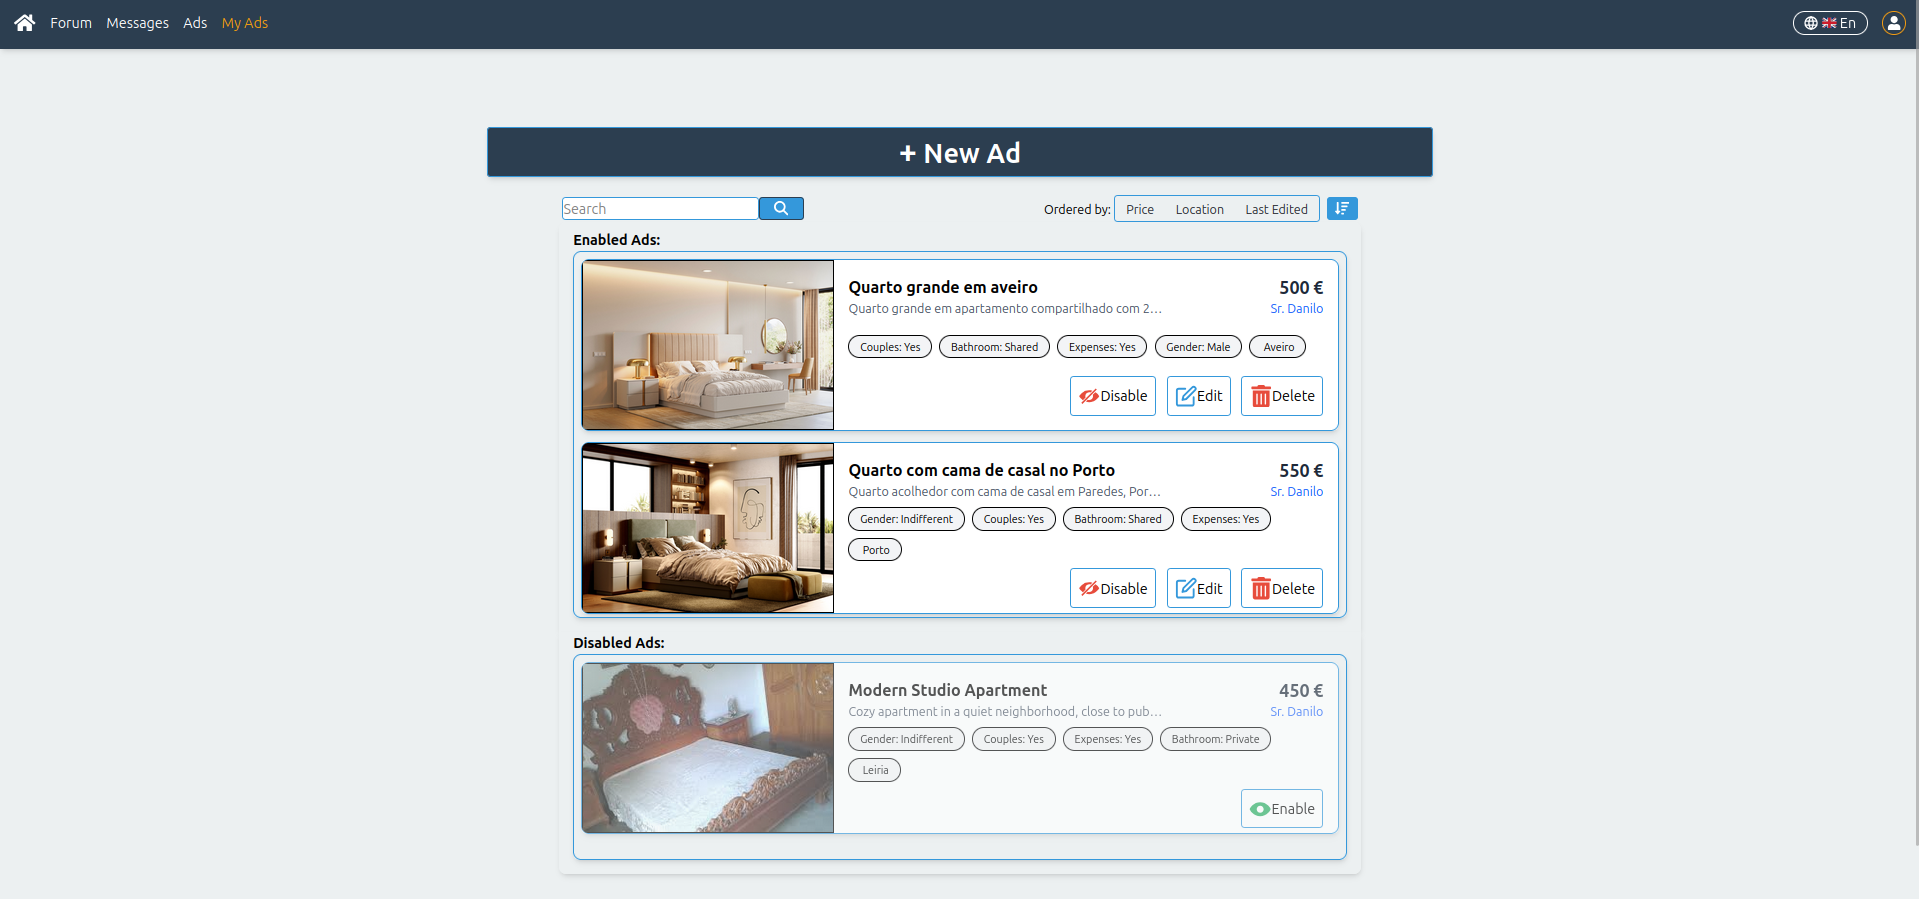 Forum Messages Ads My Ads En
+ New Ad
Search Ordered by: Price Location Last Edited
Enabled Ads:
Quarto grande em aveiro 500 €
Quarto grande em apartamento compartilhado com 2... Sr. Danilo
Couples: Yes Bathroom: Shared Expenses: Yes Gender: Male Aveiro
Disable Edit Delete
Quarto com cama de casal no Porto 550 €
Quarto acolhedor com cama de casal em Paredes, Por... Sr. Danilo
Gender: Indifferent Couples: Yes Bathroom: Shared Expenses: Yes
Porto
Disable Edit Delete
Disabled Ads:
Modern Studio Apartment 450 €
Cozy apartment in a quiet neighborhood, close to pub... Sr. Danilo
Gender: Indifferent Couples: Yes Expenses: Yes Bathroom: Private
Leiria
Enable